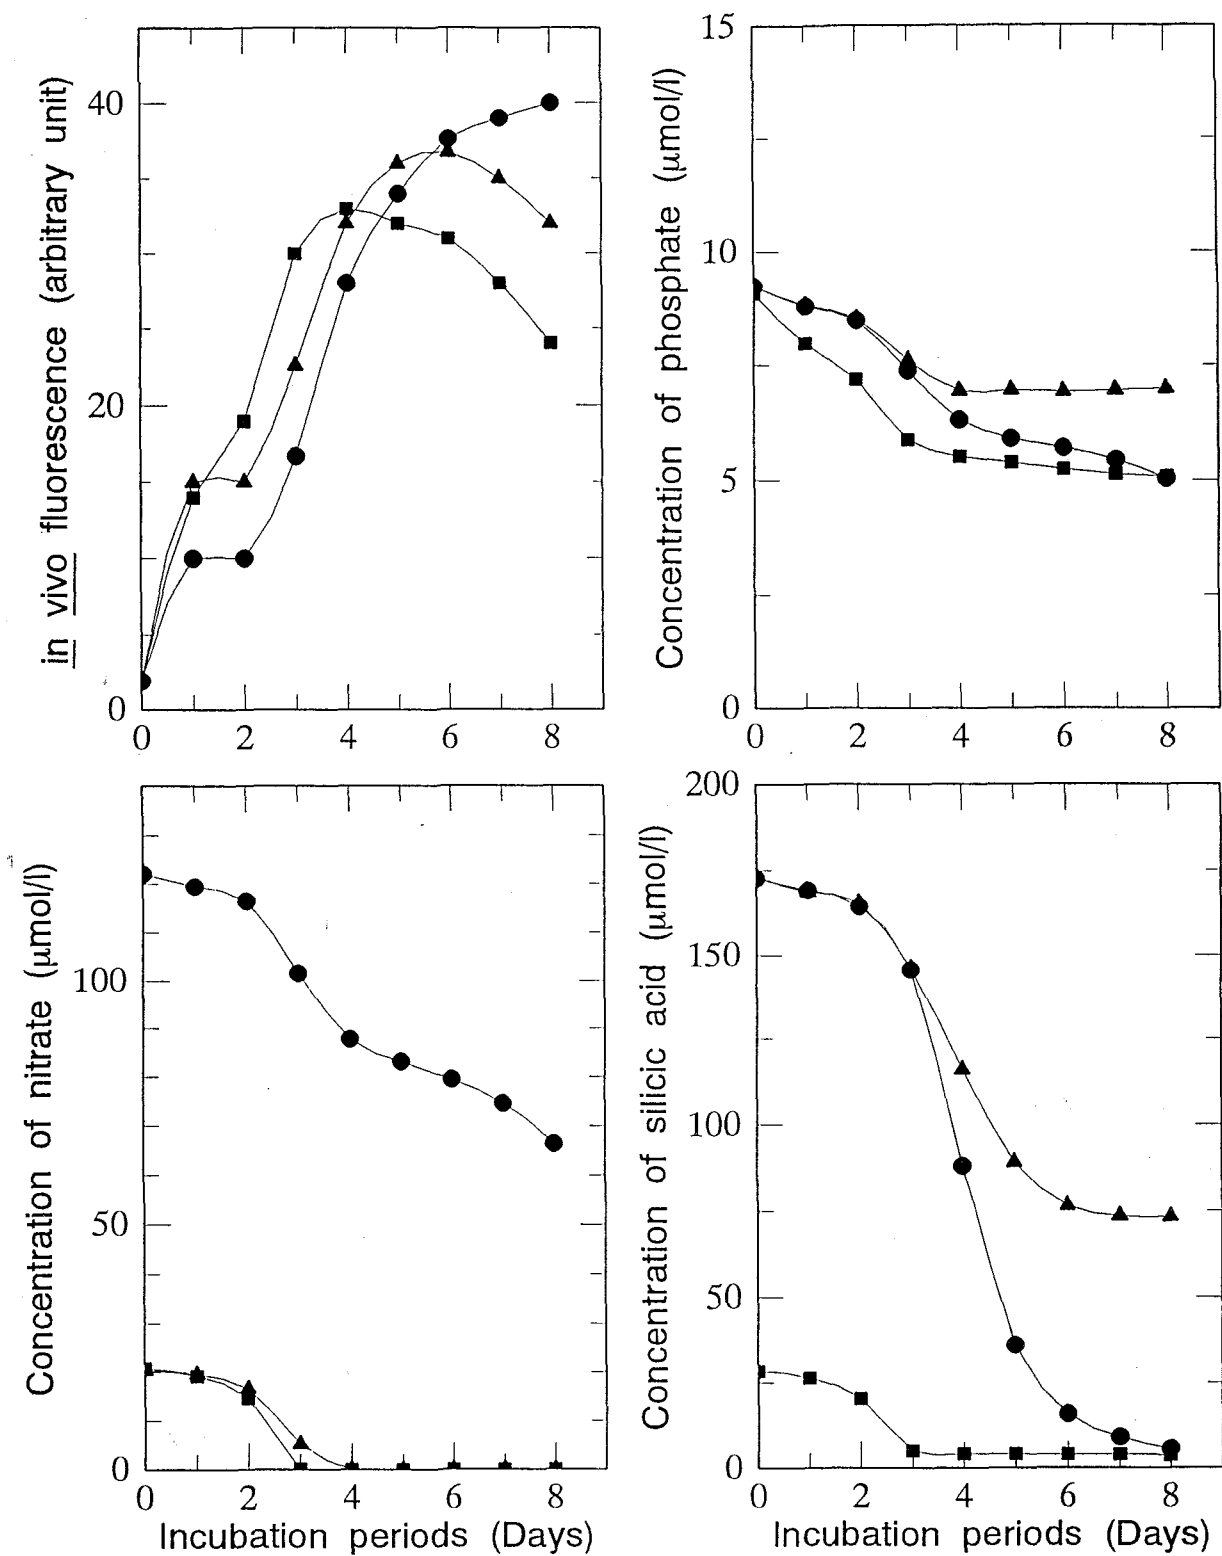 in vivo fluorescence (arbitrary unit)
40
20
0
0 2 4 6 8
Concentration of phosphate (μmol/l)
15
10
5
0
0 2 4 6 8
Concentration of nitrate (μmol/l)
100
50
0
0 2 4 6 8
Incubation periods (Days)
Concentration of silicic acid (μmol/l)
200
150
100
50
0
0 2 4 6 8
Incubation periods (Days)